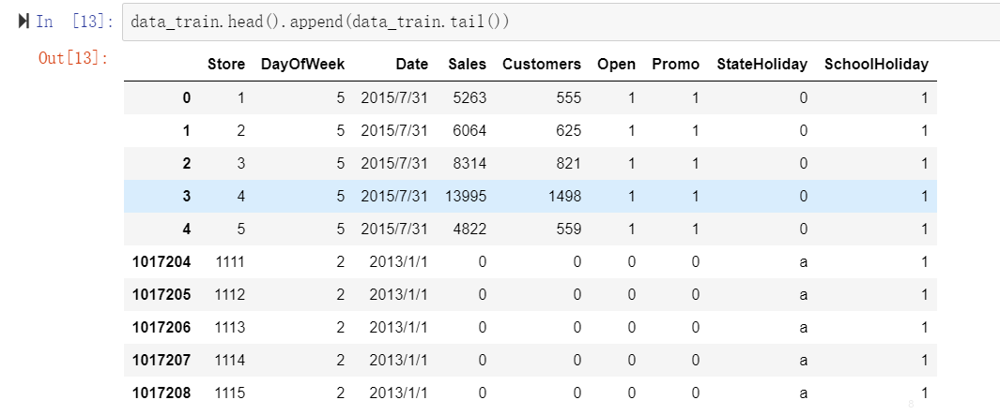 In [13]: data_train.head().append(data_train.tail())
Out[13]:
Store DayOfWeek Date Sales Customers Open Promo StateHoliday SchoolHoliday
0 1 5 2015/7/31 5263 555 1 1 0 1
1 2 5 2015/7/31 6064 625 1 1 0 1
2 3 5 2015/7/31 8314 821 1 1 0 1
3 4 5 2015/7/31 13995 1498 1 1 0 1
4 5 5 2015/7/31 4822 559 1 1 0 1
1017204 1111 2 2013/1/1 0 0 0 0 a 1
1017205 1112 2 2013/1/1 0 0 0 0 a 1
1017206 1113 2 2013/1/1 0 0 0 0 a 1
1017207 1114 2 2013/1/1 0 0 0 0 a 1
1017208 1115 2 2013/1/1 0 0 0 0 a 1
8